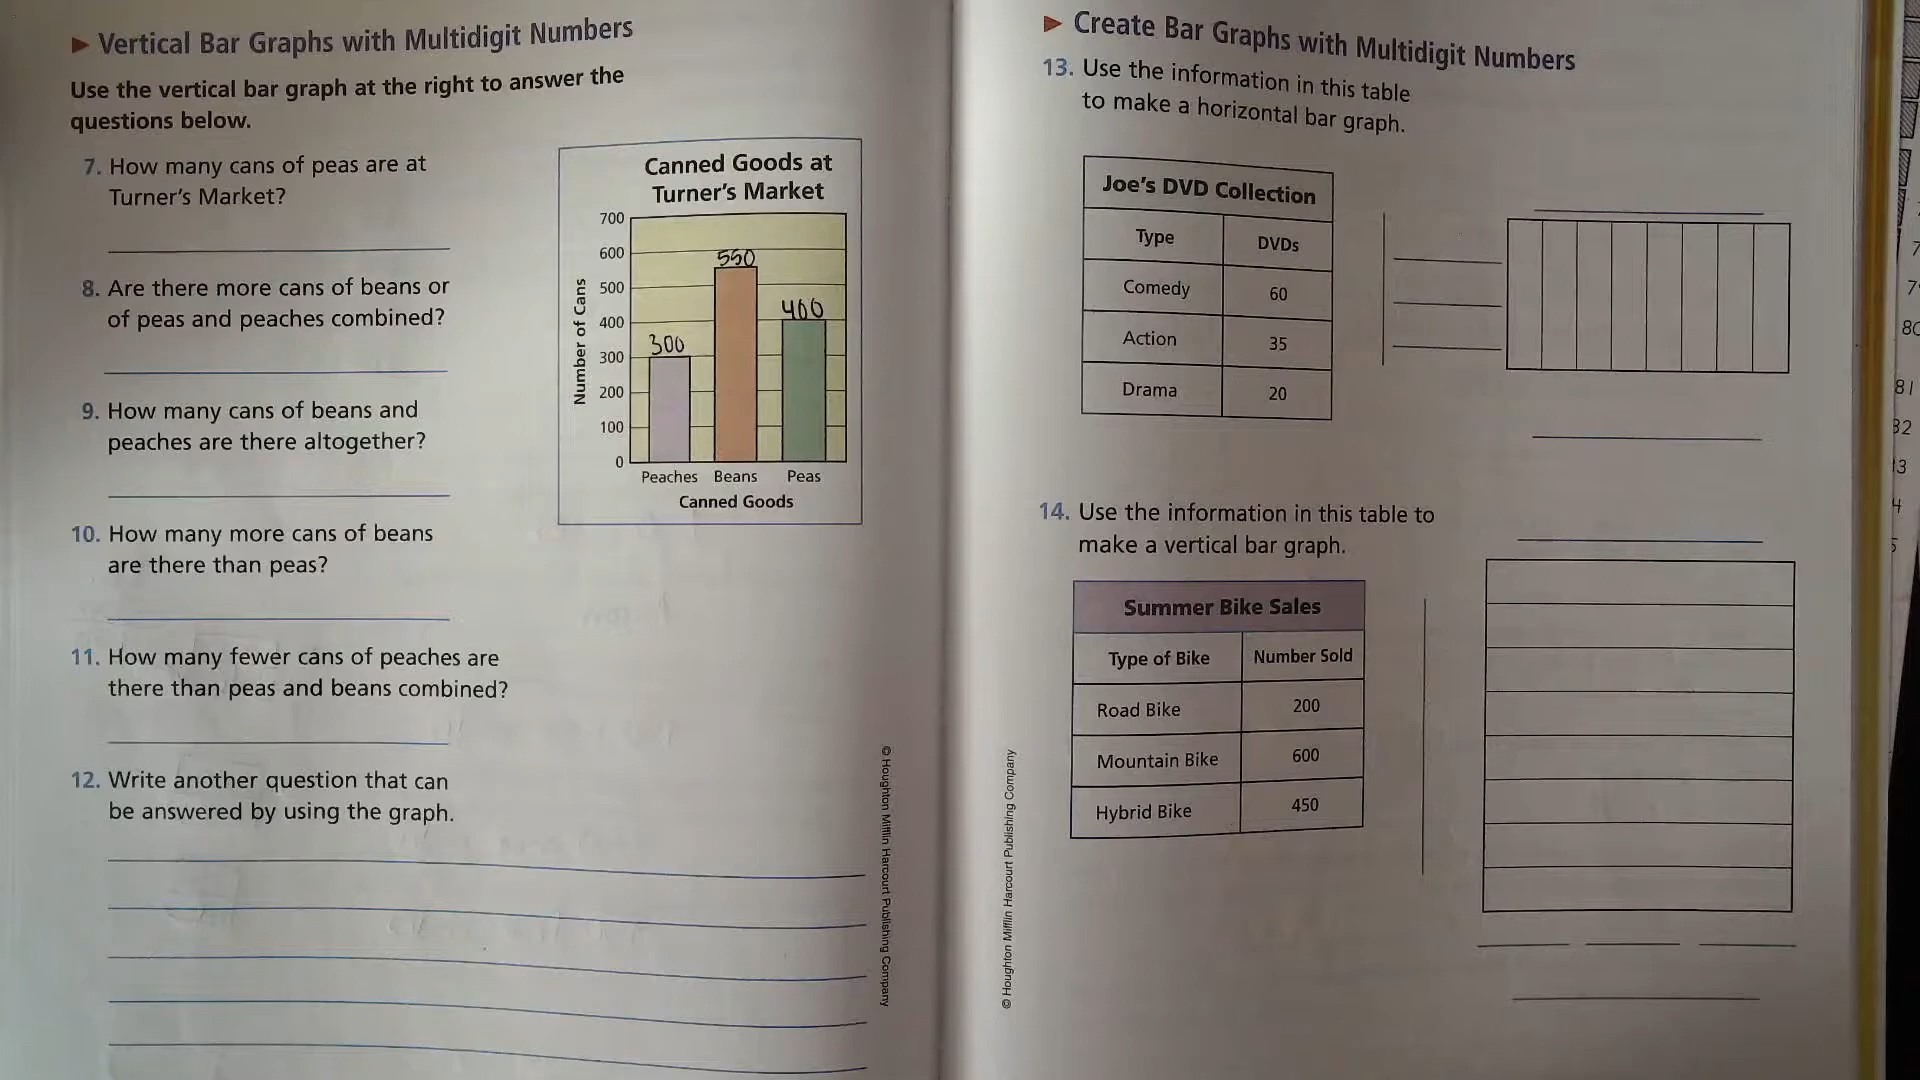 ► Vertical Bar Graphs with Multidigit Numbers
Use the vertical bar graph at the right to answer the
questions below.
7. How many cans of peas are at
Turner's Market?
8. Are there more cans of beans or
of peas and peaches combined?
9. How many cans of beans and
peaches are there altogether?
10. How many more cans of beans
are there than peas?
11. How many fewer cans of peaches are
there than peas and beans combined?
12. Write another question that can
be answered by using the graph.
Canned Goods at
Turner's Market
Number of Cans
700
600
500
400
300
200
100
0
300
550
400
Peaches Beans Peas
Canned Goods
© Houghton Mifflin Harcourt Publishing Company
► Create Bar Graphs with Multidigit Numbers
13. Use the information in this table
to make a horizontal bar graph.
Joe's DVD Collection
Type DVDs
Comedy 60
Action 35
Drama 20
14. Use the information in this table to
make a vertical bar graph.
Summer Bike Sales
Type of Bike Number Sold
Road Bike 200
Mountain Bike 600
Hybrid Bike 450
© Houghton Mifflin Harcourt Publishing Company
81